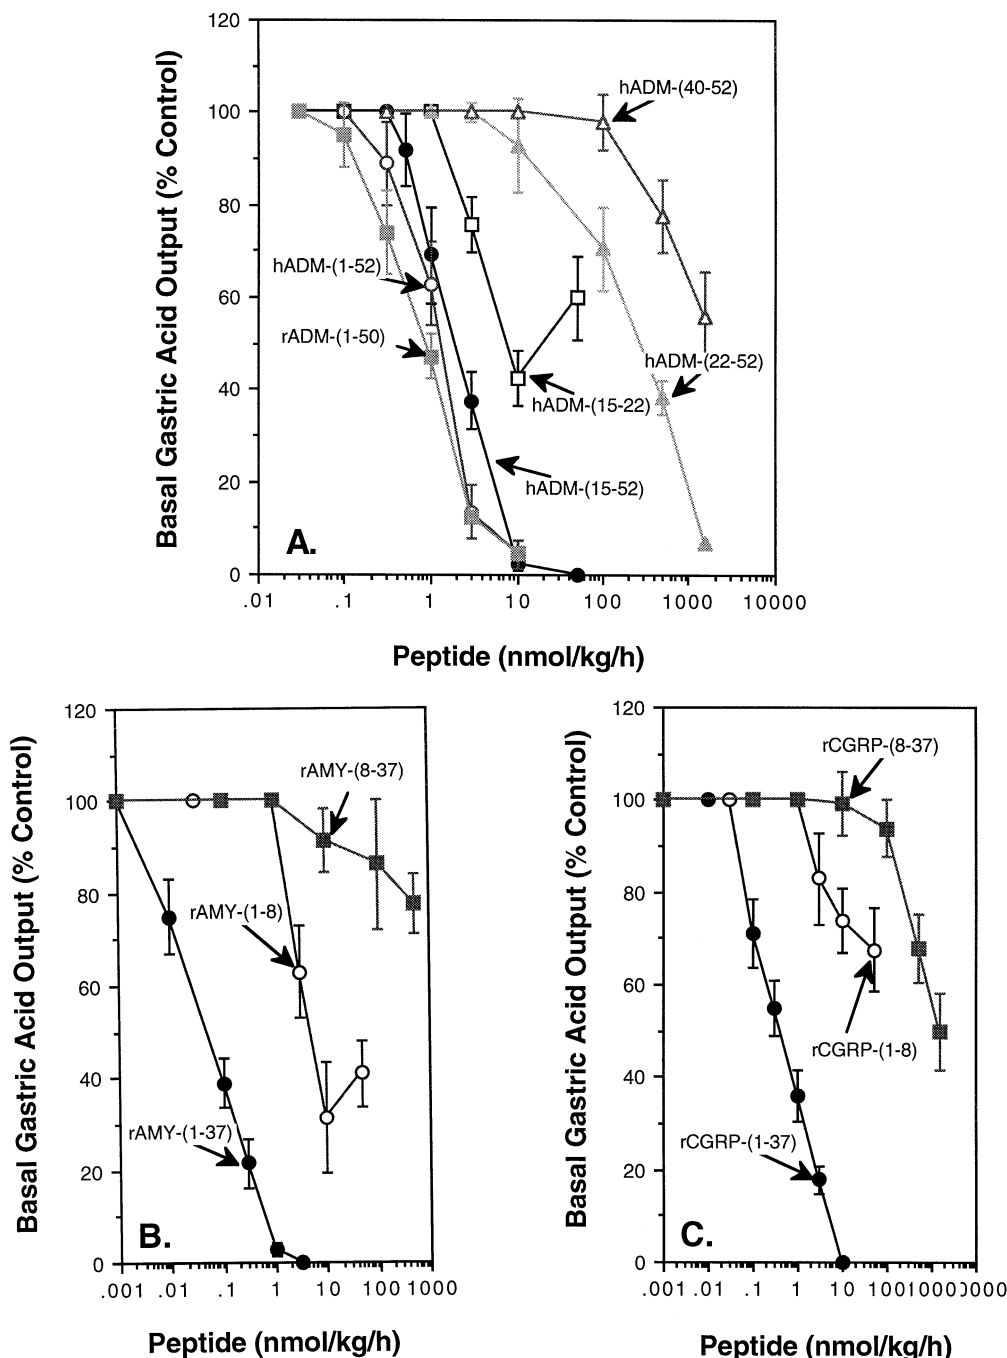 120
100
80
60
40
20
0
Basal Gastric Acid Output (% Control)
hADM-(40-52)
hADM-(1-52)
rADM-(1-50)
hADM-(22-52)
hADM-(15-22)
hADM-(15-52)
A.
.01 .1 1 10 100 1000 10000
Peptide (nmol/kg/h)
120
100
80
60
40
20
0
Basal Gastric Acid Output (% Control)
rAMY-(8-37)
rAMY-(1-8)
rAMY-(1-37)
B.
.001 .01 .1 1 10 100 1000
Peptide (nmol/kg/h)
120
100
80
60
40
20
0
Basal Gastric Acid Output (% Control)
rCGRP-(8-37)
rCGRP-(1-8)
rCGRP-(1-37)
C.
.001 .01 .1 1 10 100100010000
Peptide (nmol/kg/h)